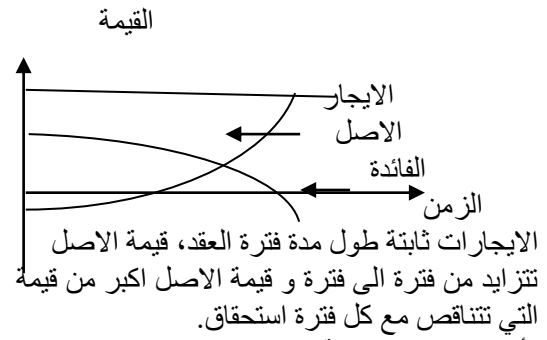 القيمة
الايجار
الاصل
الفائدة
الزمن
الايجارات ثابتة طول مدة فترة العقد، قيمة الاصل
تتزايد من فترة الى فترة و قيمة الاصل اكبر من قيمة
التي تتناقص مع كل فترة استحقاق.